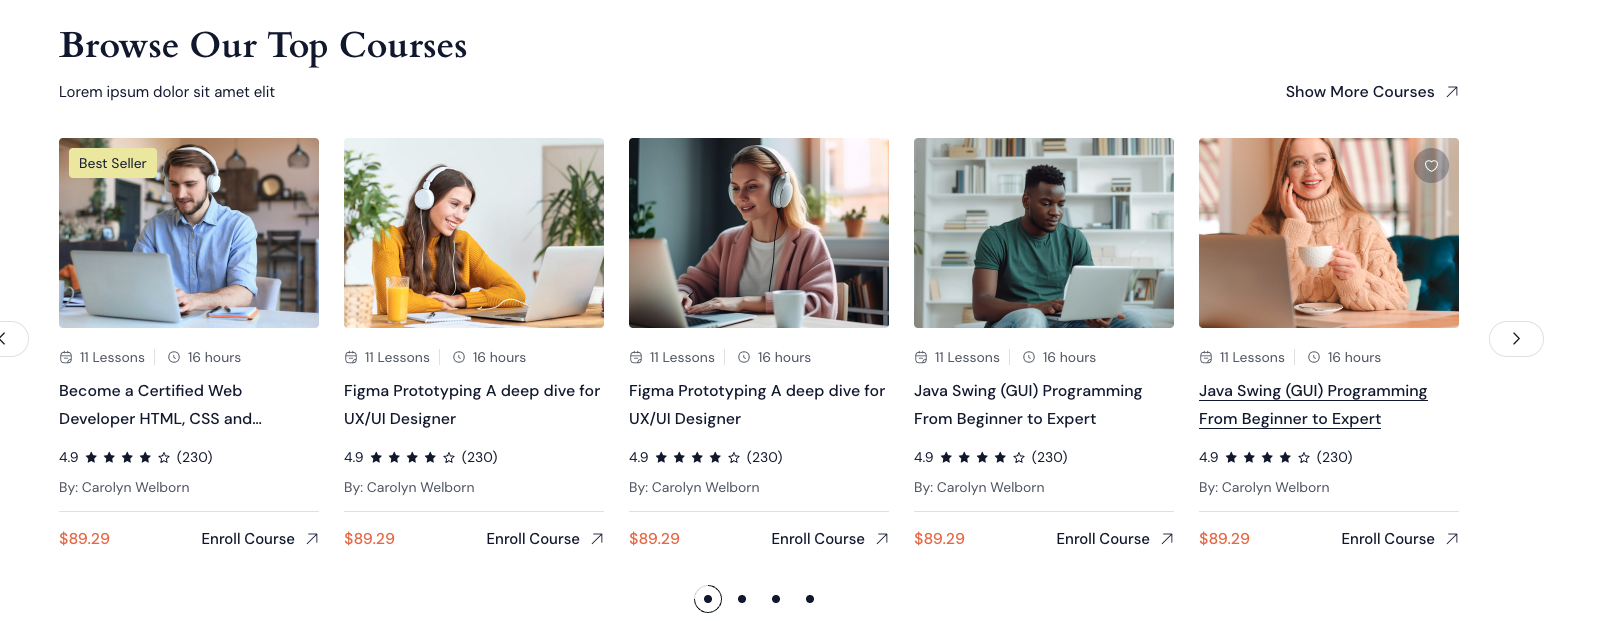 Browse Our Top Courses
Lorem ipsum dolor sit amet elit
Show More Courses
Best Seller
11 Lessons
16 hours
Become a Certified Web
Developer HTML, CSS and...
4.9
(230)
By: Carolyn Welborn
$89.29
Enroll Course
11 Lessons
16 hours
Figma Prototyping A deep dive for
UX/UI Designer
4.9
(230)
By: Carolyn Welborn
$89.29
Enroll Course
11 Lessons
16 hours
Figma Prototyping A deep dive for
UX/UI Designer
4.9
(230)
By: Carolyn Welborn
$89.29
Enroll Course
11 Lessons
16 hours
Java Swing (GUI) Programming
From Beginner to Expert
4.9
(230)
By: Carolyn Welborn
$89.29
Enroll Course
11 Lessons
16 hours
Java Swing (GUI) Programming
From Beginner to Expert
4.9
(230)
By: Carolyn Welborn
$89.29
Enroll Course